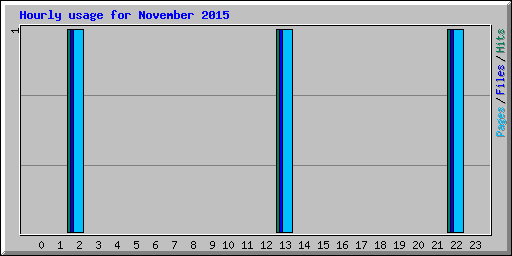 Hourly usage for November 2015
1
Pages/Files/Hits
0 1 2 3 4 5 6 7 8 9 10 11 12 13 14 15 16 17 18 19 20 21 22 23